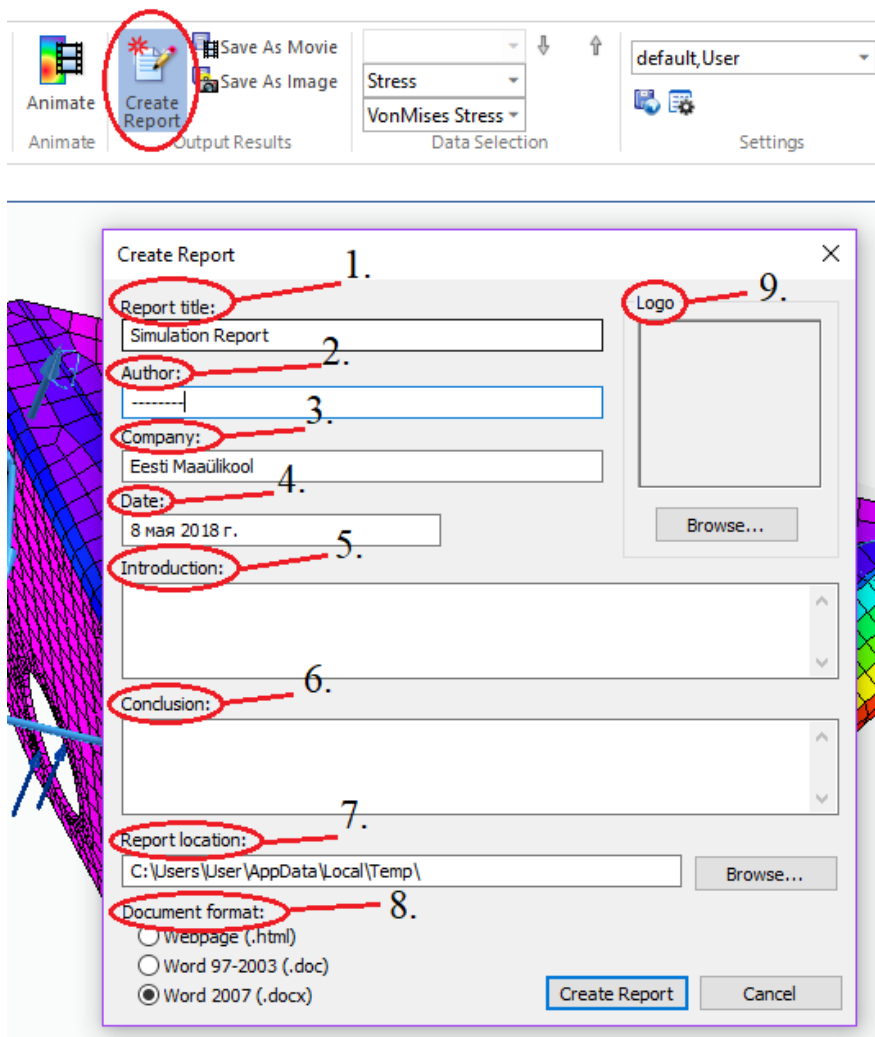 Save As Movie
Save As Image
Animate
Create
Report
Stress
VonMises Stress
default,User
Animate
Output Results
Data Selection
Settings
Create Report
1.
Report title:
Simulation Report
Logo
9.
2.
Author:
--------
3.
Company:
Eesti Maaülikool
4.
Date:
8 мая 2018 г.
Browse...
5.
Introduction:
6.
Conclusion:
7.
Report location:
C:\Users\User\AppData\Local\Temp\
Browse...
8.
Document format:
Webpage (.html)
Word 97-2003 (.doc)
Word 2007 (.docx)
Create Report
Cancel